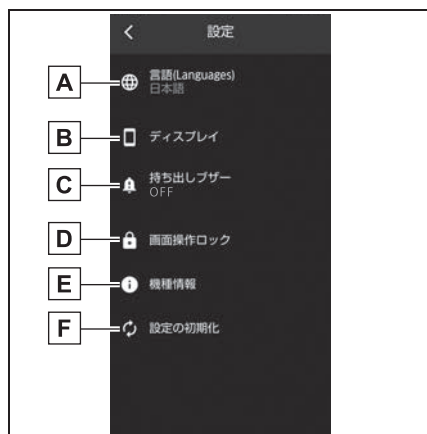 設定
A
言語(Languages)
日本語
B
ディスプレイ
C
持ち出しブザー
OFF
D
画面操作ロック
E
機種情報
F
設定の初期化